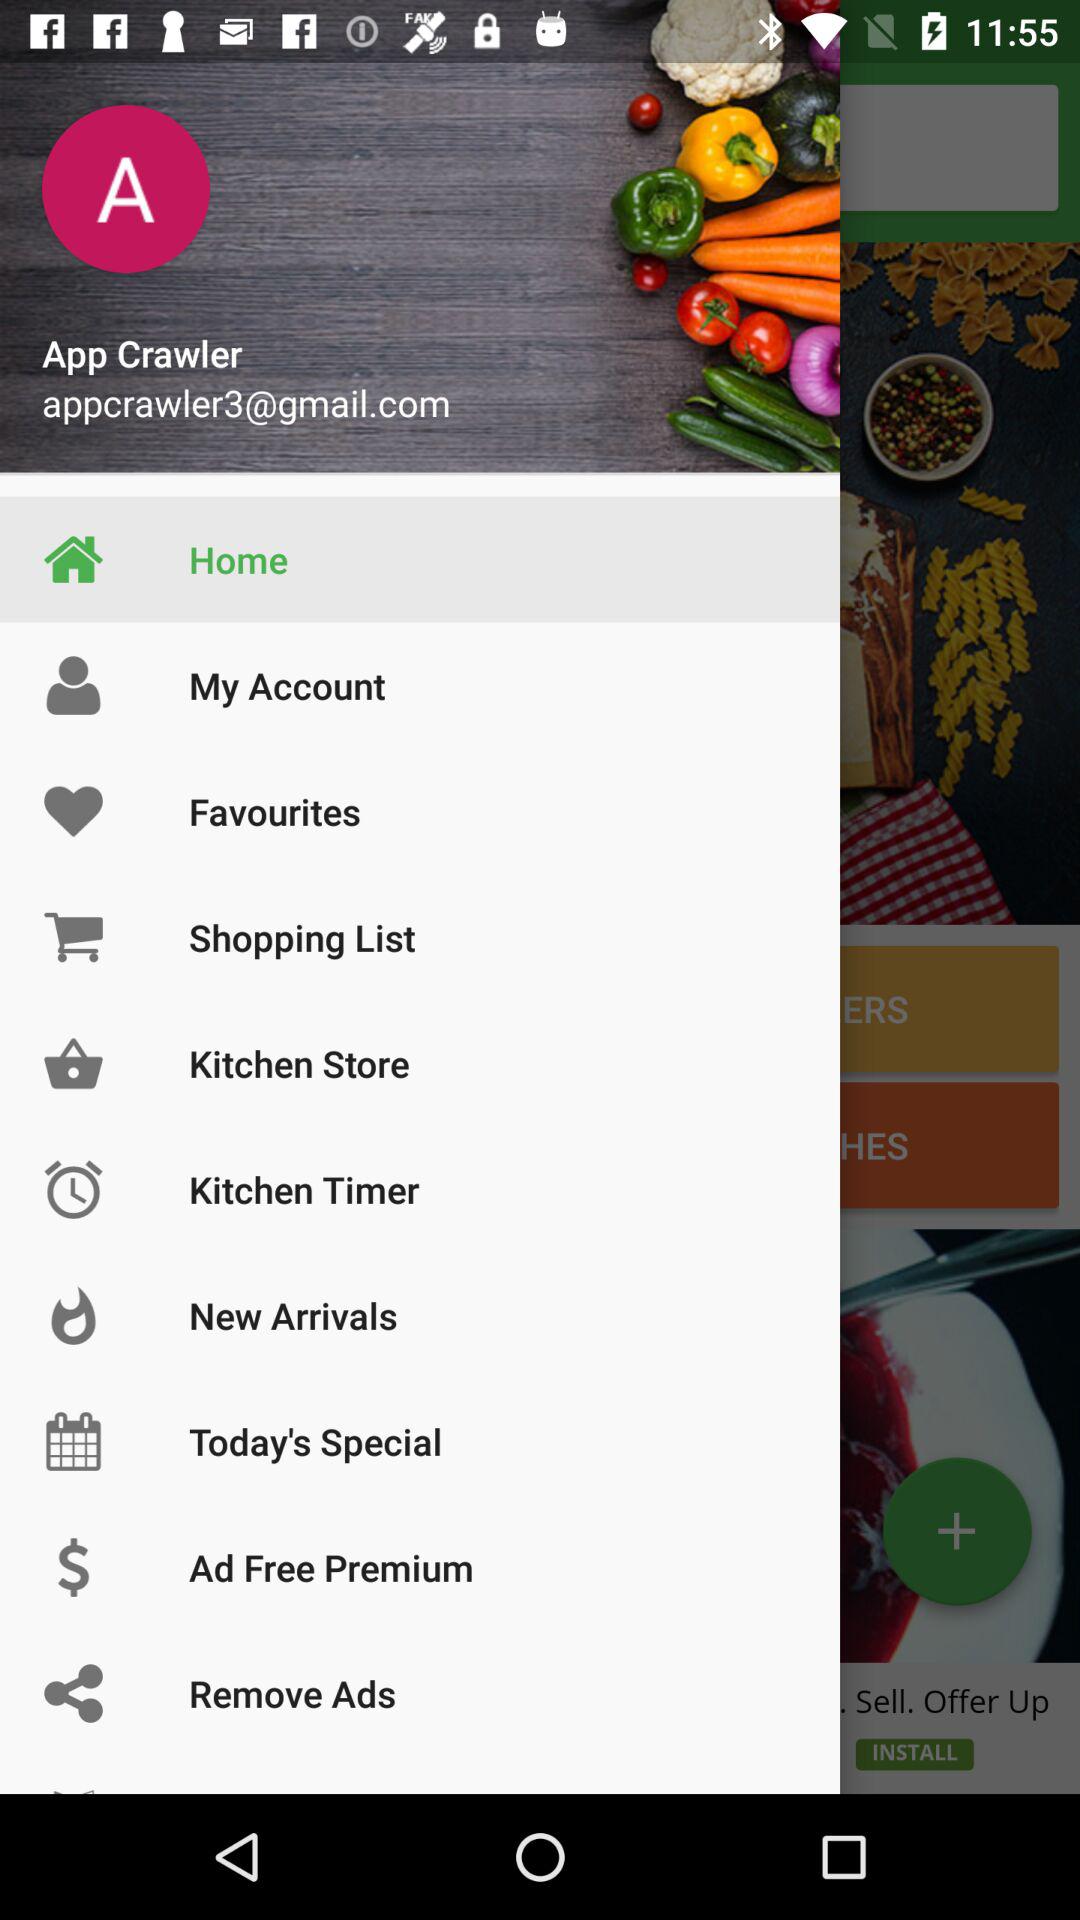 FAKE
11:55
A
App Crawler
appcrawler3@gmail.com
Home
My Account
Favourites
Shopping List
Kitchen Store
Kitchen Timer
New Arrivals
Today's Special
Ad Free Premium
Remove Ads
ERS
HES
. Sell. Offer Up
INSTALL